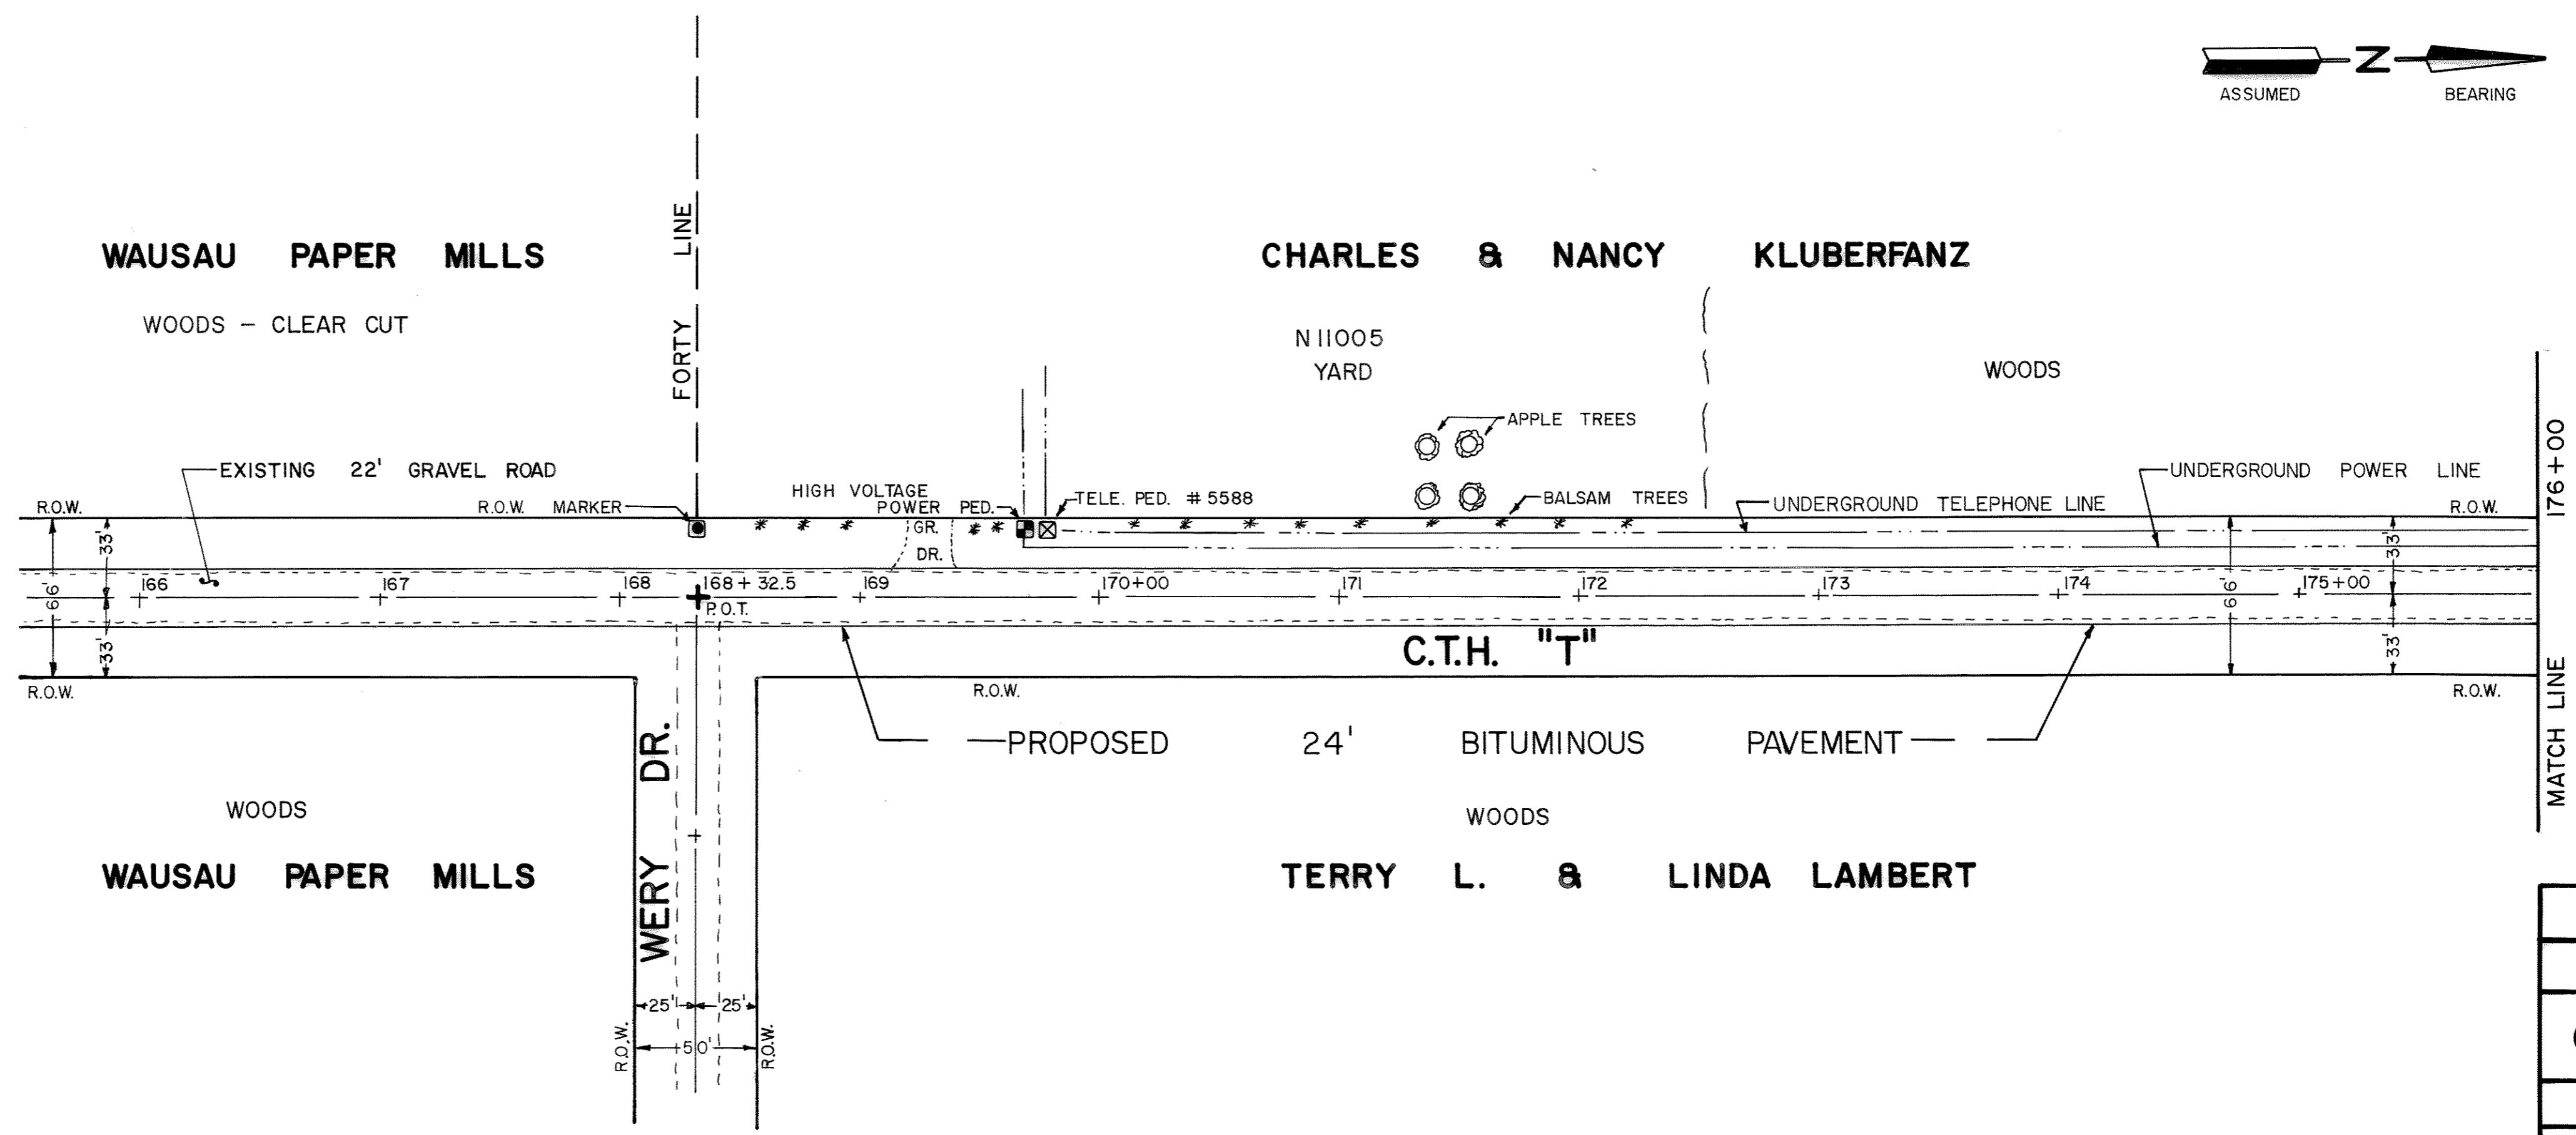 N
ASSUMED BEARING
FORTY LINE
WAUSAU PAPER MILLS
WOODS - CLEAR CUT
CHARLES & NANCY KLUBERFANZ
N11005
YARD
WOODS
APPLE TREES
EXISTING 22' GRAVEL ROAD
UNDERGROUND POWER LINE
176+00
R.O.W.
R.O.W. MARKER
HIGH VOLTAGE
POWER PED.
TELE. PED. #5588
BALSAM TREES
UNDERGROUND TELEPHONE LINE
R.O.W.
GR.
DR.
33'
66'
33'
166
167
168
168 + 32.5
169
170+00
171
172
173
174
175+00
P.O.T.
33'
66'
33'
C.T.H. "T"
R.O.W.
R.O.W.
R.O.W.
MATCH LINE
PROPOSED 24' BITUMINOUS PAVEMENT
WERY DR.
WOODS
WAUSAU PAPER MILLS
WOODS
TERRY L. & LINDA LAMBERT
25'
25'
50'
R.O.W.
R.O.W.